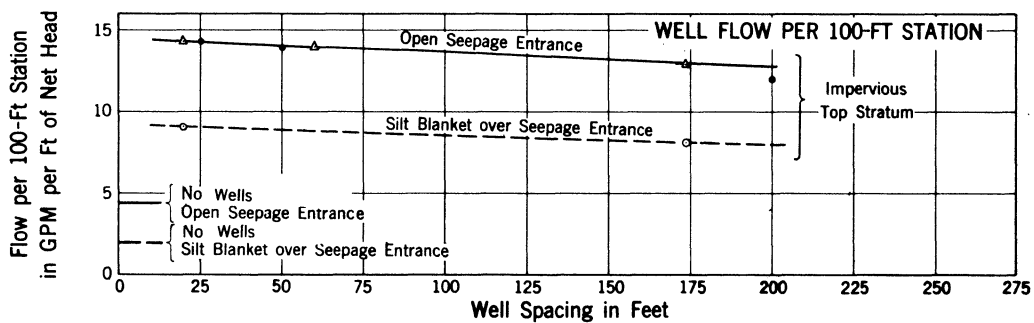 WELL FLOW PER 100-FT STATION
Flow per 100-Ft Station
in GPM per Ft of Net Head
15
10
5
0
Open Seepage Entrance
Silt Blanket over Seepage Entrance
Impervious
Top Stratum
No Wells
Open Seepage Entrance
No Wells
Silt Blanket over Seepage Entrance
0 25 50 75 100 125 150 175 200 225 250 275
Well Spacing in Feet